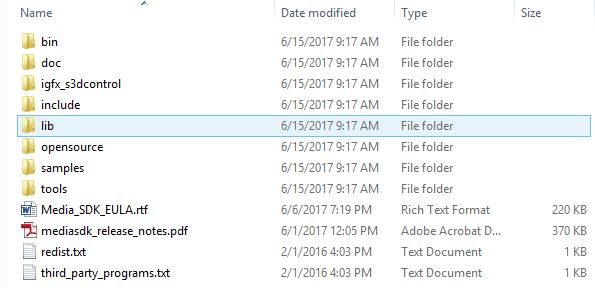 Name Date modified Type Size
bin 6/15/2017 9:17 AM File folder
doc 6/15/2017 9:17 AM File folder
igfx_s3dcontrol 6/15/2017 9:17 AM File folder
include 6/15/2017 9:17 AM File folder
lib 6/15/2017 9:17 AM File folder
opensource 6/15/2017 9:17 AM File folder
samples 6/15/2017 9:17 AM File folder
tools 6/15/2017 9:17 AM File folder
Media_SDK_EULA.rtf 6/6/2017 7:19 PM Rich Text Format 220 KB
mediasdk_release_notes.pdf 6/1/2017 12:05 PM Adobe Acrobat D... 370 KB
redist.txt 2/1/2016 4:03 PM Text Document 1 KB
third_party_programs.txt 2/1/2016 4:03 PM Text Document 1 KB